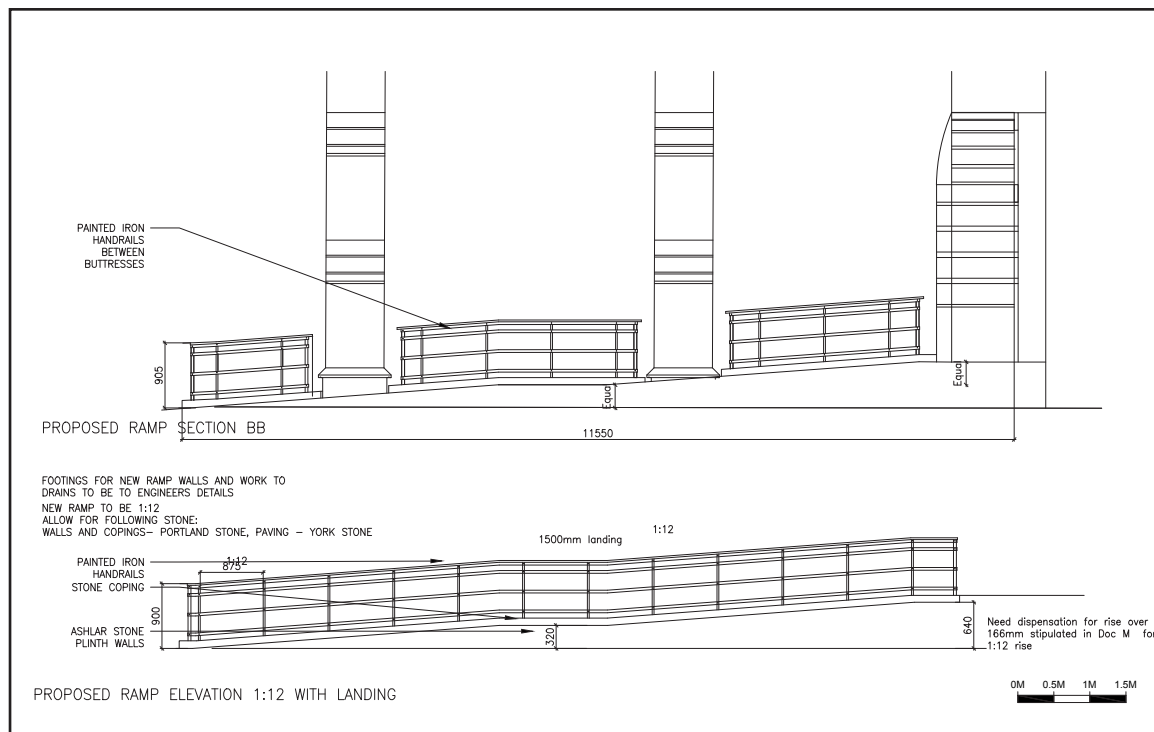 PAINTED IRON
HANDRAILS
BETWEEN
BUTTRESSES
905
Equal
Equal
PROPOSED RAMP SECTION BB
11550
FOOTINGS FOR NEW RAMP WALLS AND WORK TO
DRAINS TO BE TO ENGINEERS DETAILS
NEW RAMP TO BE 1:12
ALLOW FOR FOLLOWING STONE:
WALLS AND COPINGS- PORTLAND STONE, PAVING - YORK STONE
1:12
1500mm landing
PAINTED IRON
HANDRAILS
1:12
875
STONE COPING
900
ASHLAR STONE
PLINTH WALLS
320
640
Need dispensation for rise over
166mm stipulated in Doc M for
1:12 rise
PROPOSED RAMP ELEVATION 1:12 WITH LANDING
0M 0.5M 1M 1.5M